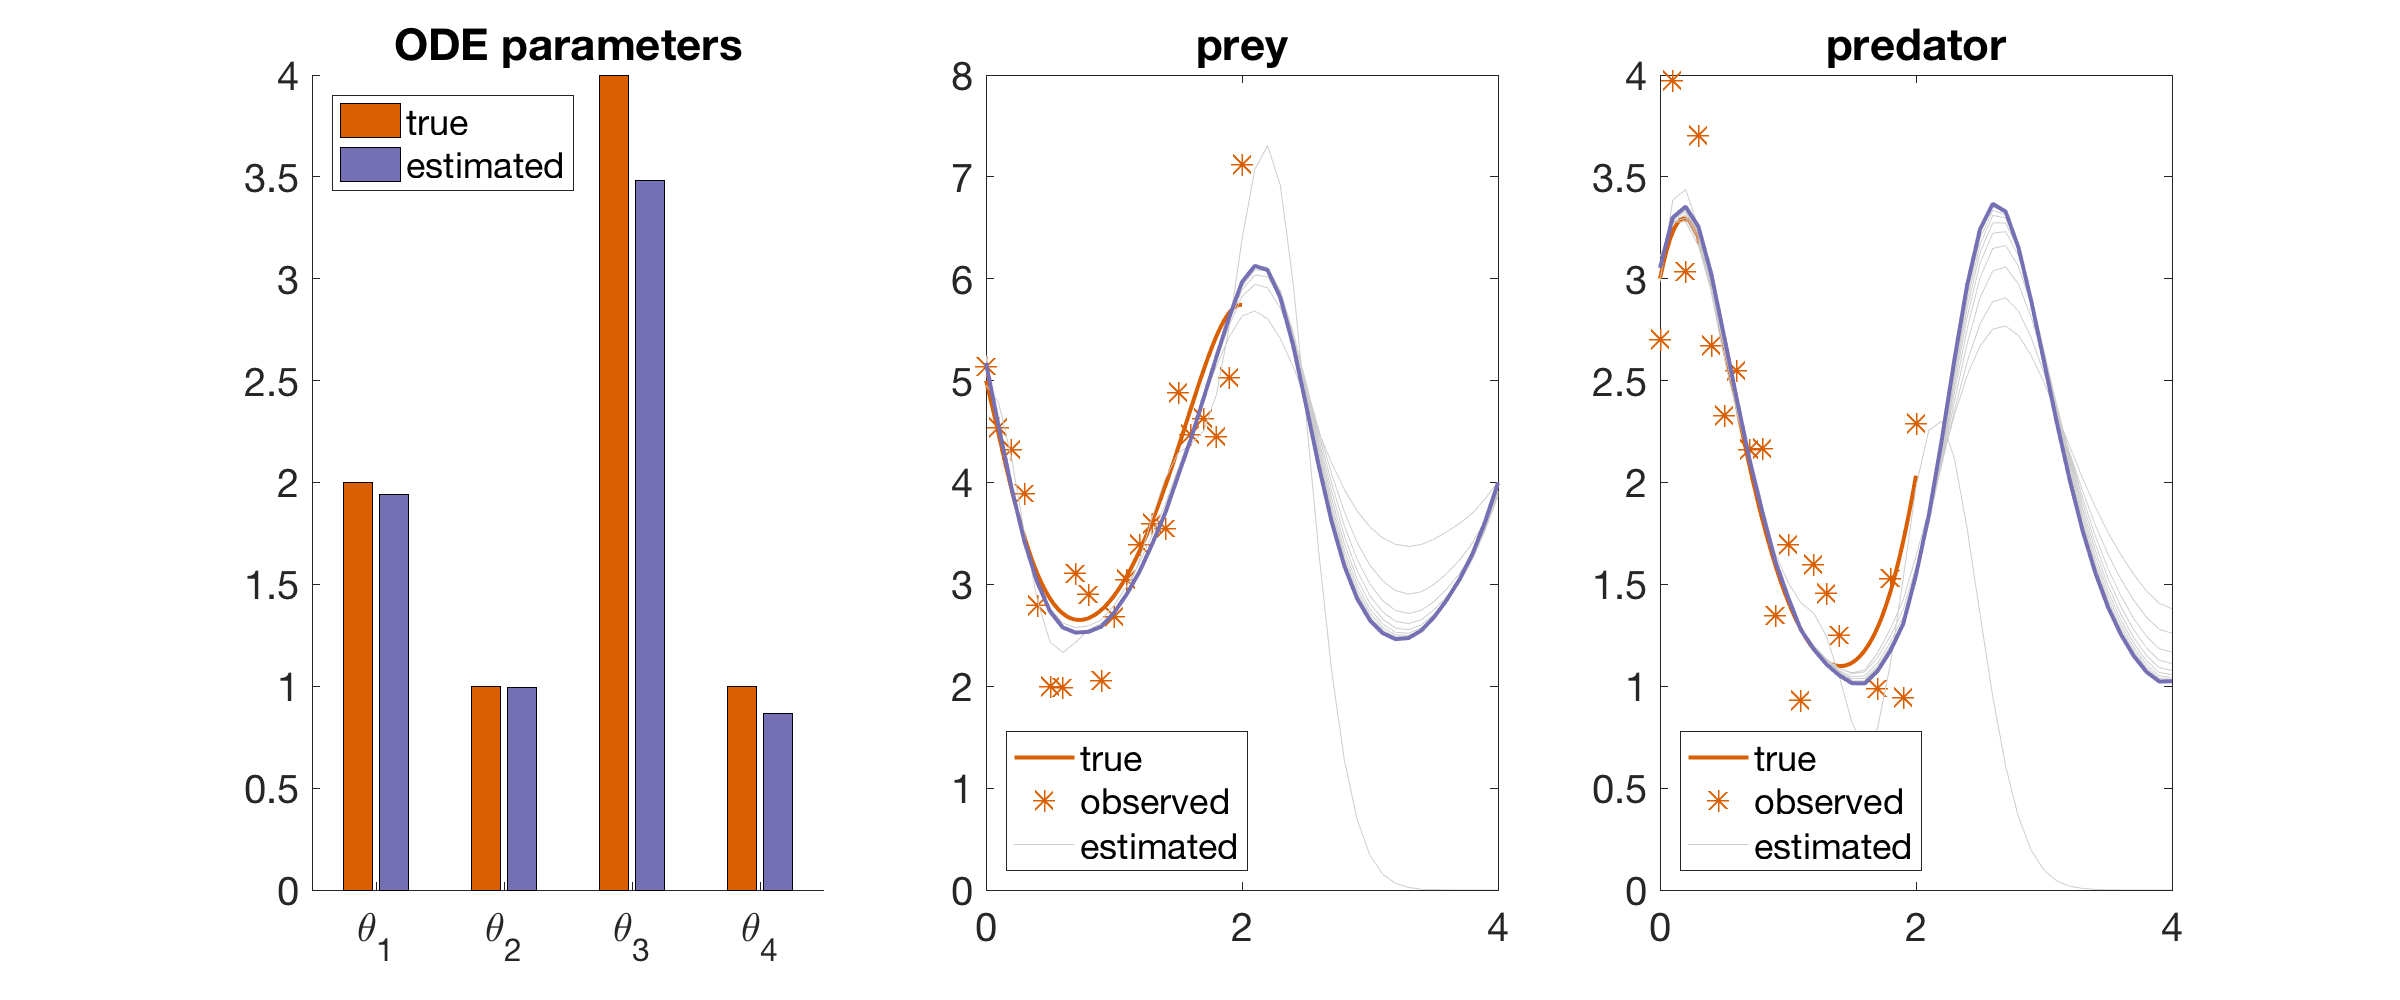 ODE parameters
true
estimated
4
3.5
3
2.5
2
1.5
1
0.5
0
θ1 θ2 θ3 θ4
prey
8
7
6
5
4
3
2
1
0
true
observed
estimated
0 2 4
predator
4
3.5
3
2.5
2
1.5
1
0.5
0
true
observed
estimated
0 2 4